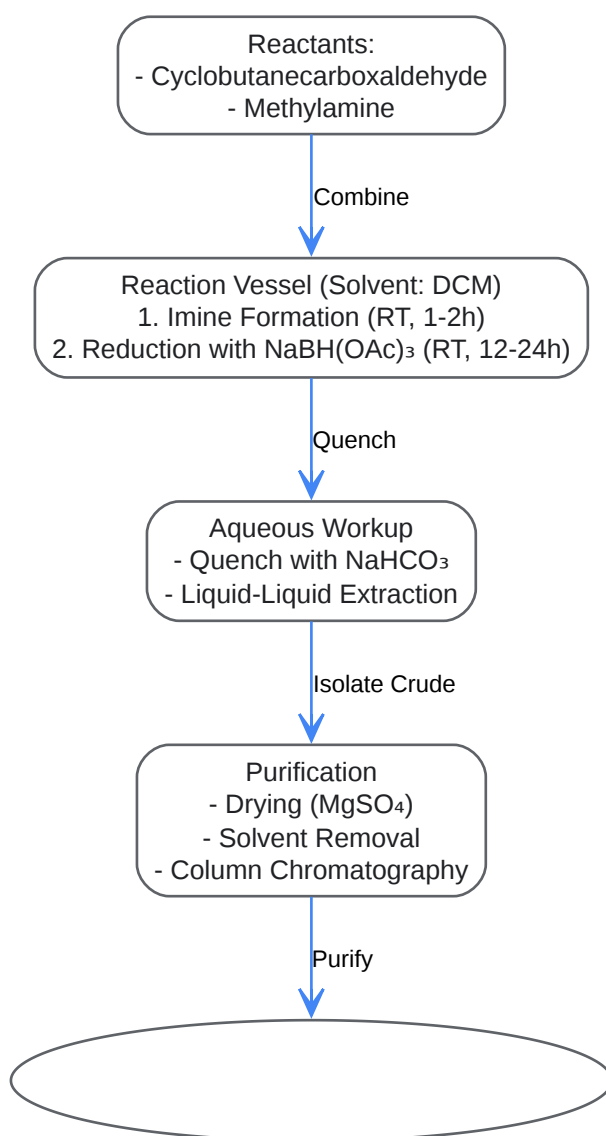 Reactants:
- Cyclobutanecarboxaldehyde
- Methylamine
Combine
Reaction Vessel (Solvent: DCM)
1. Imine Formation (RT, 1-2h)
2. Reduction with NaBH(OAc)₃ (RT, 12-24h)
Quench
Aqueous Workup
- Quench with NaHCO₃
- Liquid-Liquid Extraction
Isolate Crude
Purification
- Drying (MgSO₄)
- Solvent Removal
- Column Chromatography
Purify